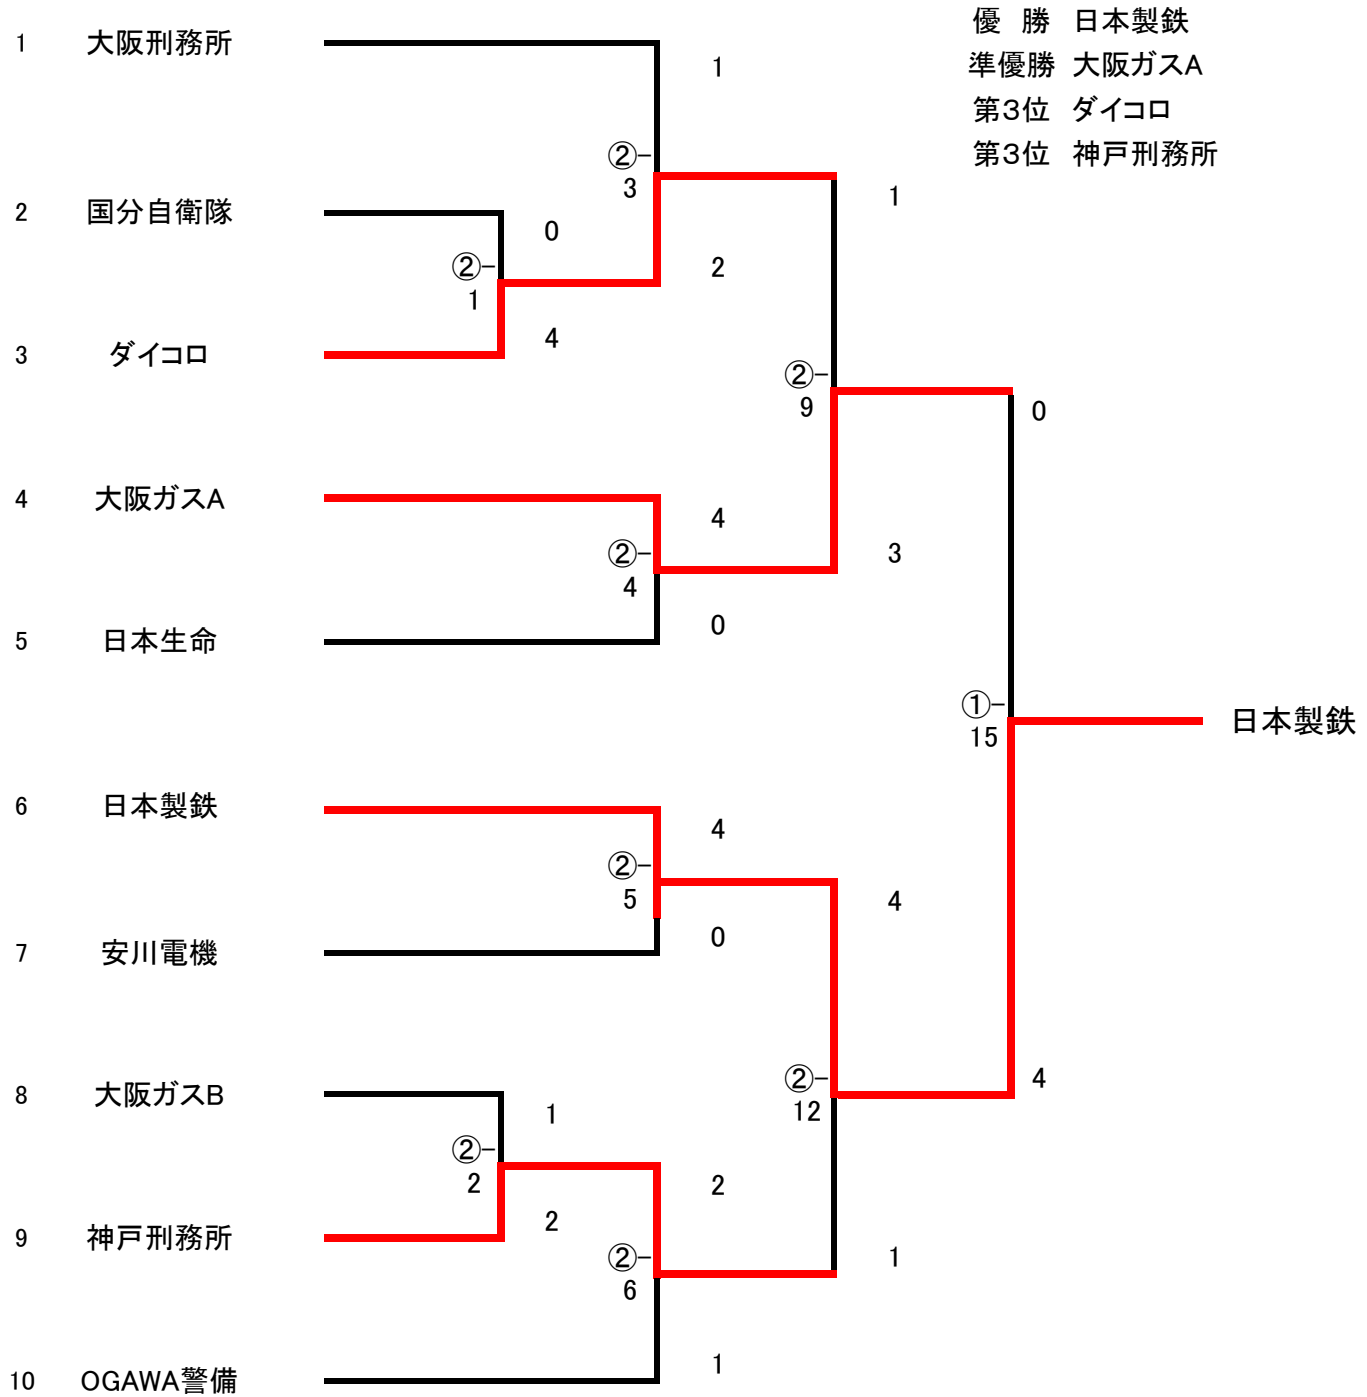 優　勝　日本製鉄
準優勝　大阪ガスA
第3位　ダイコロ
第3位　神戸刑務所
1 大阪刑務所
1
②-
3
1
2 国分自衛隊
0
②-
1
2
3 ダイコロ
4
②-
9
0
4 大阪ガスA
4
②-
4
3
0
5 日本生命
①-
15
日本製鉄
6 日本製鉄
4
②-
5
4
0
7 安川電機
8 大阪ガスB
②-
12
4
1
②-
2
2
9 神戸刑務所
2
②-
6
1
1
10 OGAWA警備